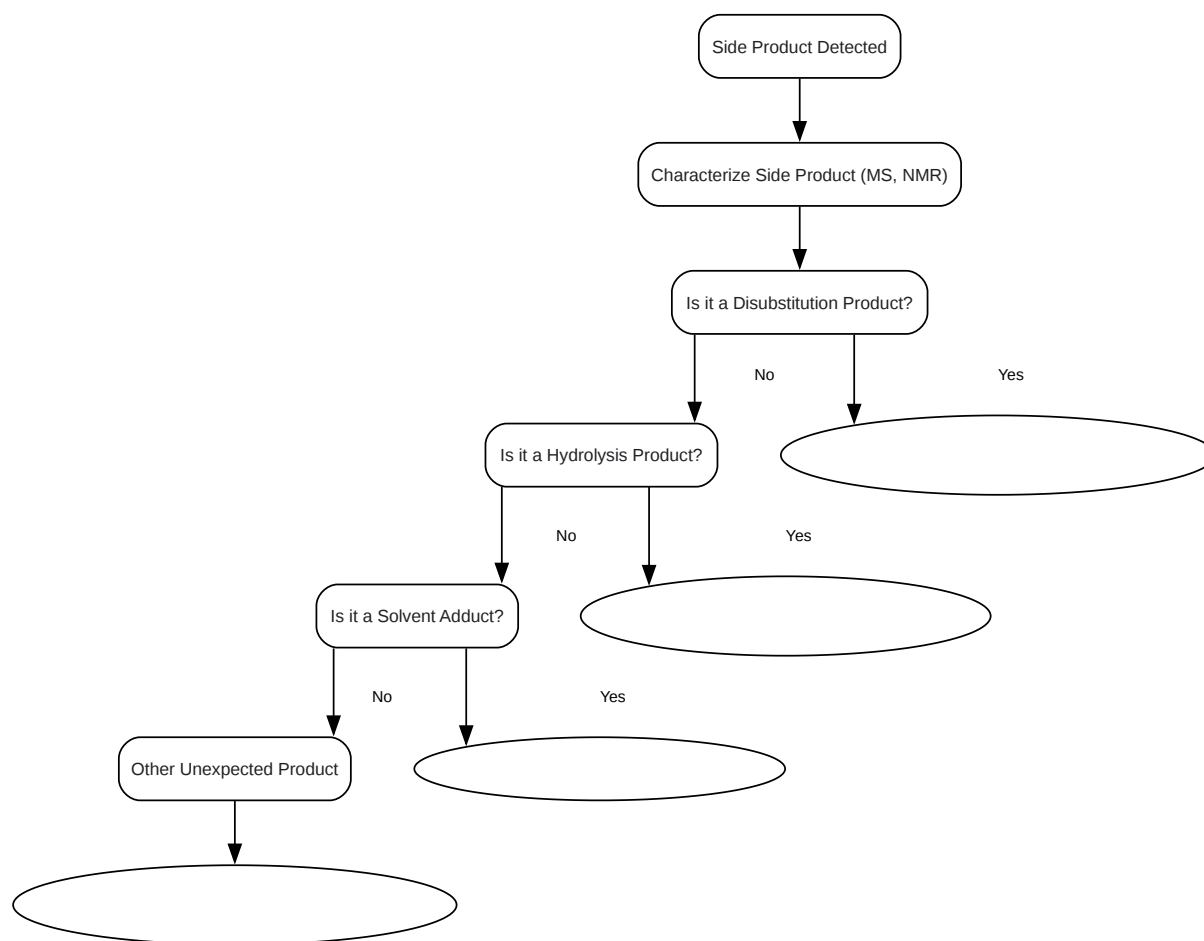 Side Product Detected
Characterize Side Product (MS, NMR)
Is it a Disubstitution Product?
No
Yes
Is it a Hydrolysis Product?
No
Yes
Is it a Solvent Adduct?
No
Yes
Other Unexpected Product